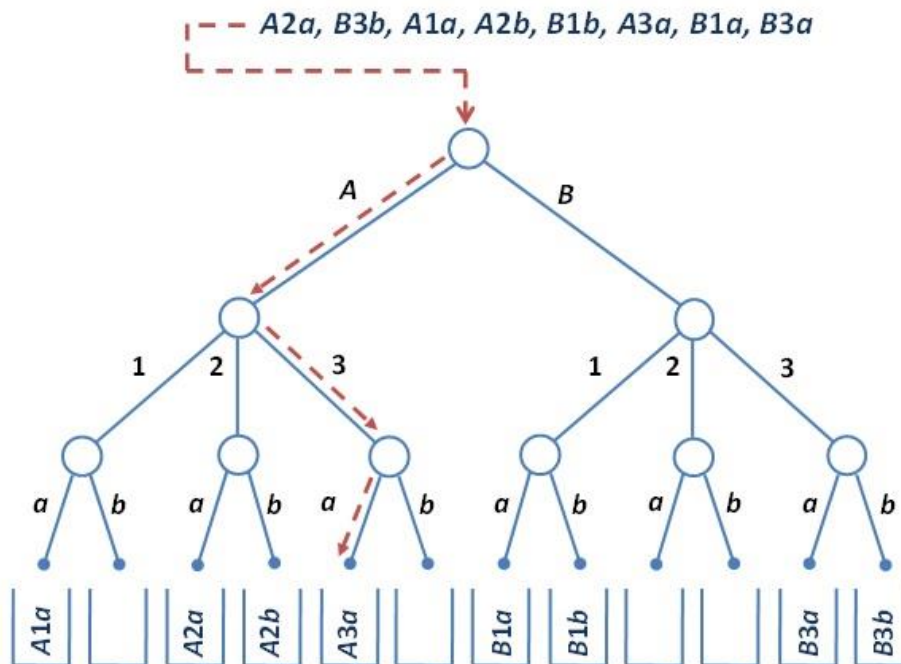 A2a, B3b, A1a, A2b, B1b, A3a, B1a, B3a
A B
1 2 3 1 2 3
a b a b a b a b a b a b
A1a A2a A2b A3a B1a B1b B3a B3b